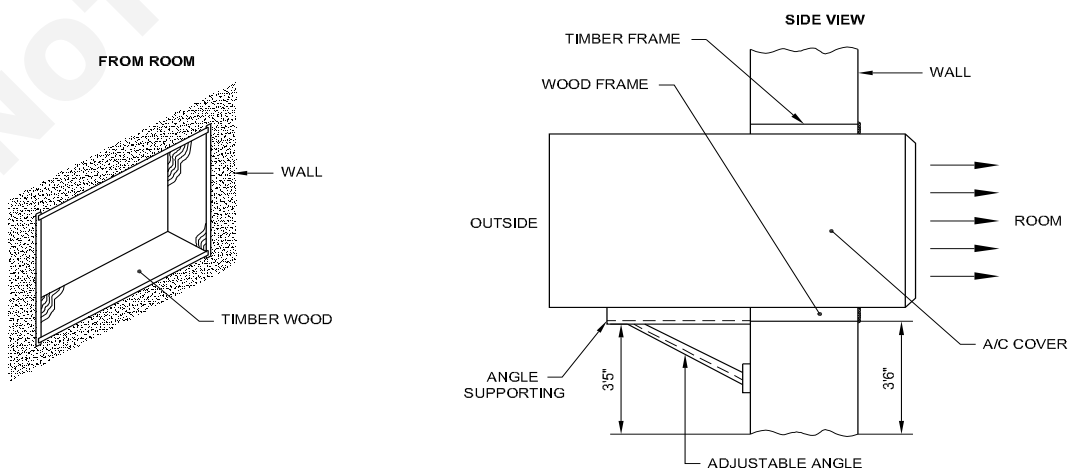 NOT
FROM ROOM
WALL
TIMBER WOOD
SIDE VIEW
TIMBER FRAME
WOOD FRAME
WALL
OUTSIDE
ROOM
A/C COVER
ANGLE
SUPPORTING
3'5"
3'6"
ADJUSTABLE ANGLE